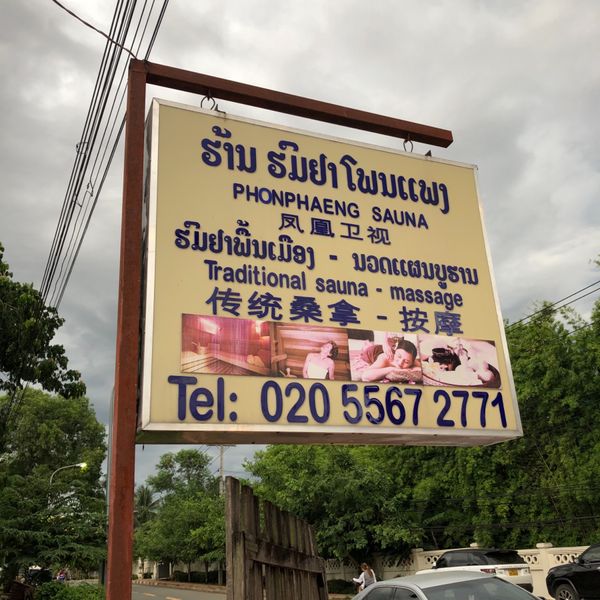 ຮ້ານ ຮົມຢາໂພນແພງ
PHONPHAENG SAUNA
凤凰卫视
ຮົມຢາພື້ນເມືອງ - ນວດແຜນບູຮານ
Traditional sauna - massage
传统桑拿 - 按摩
Tel: 020 5567 2771